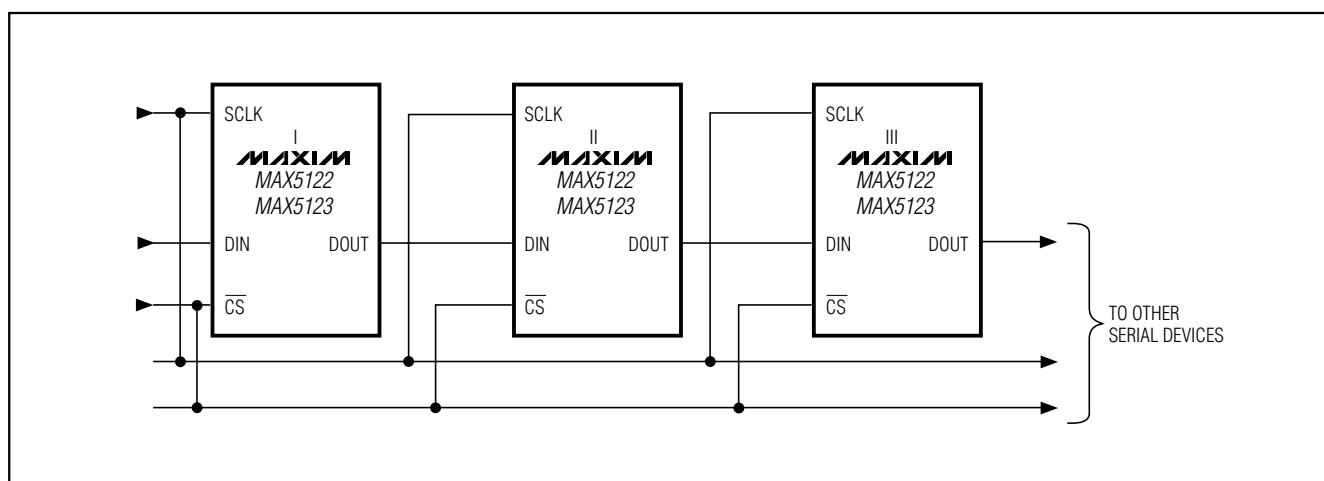 SCLK
I
MAXIM
MAX5122
MAX5123
DIN
DOUT
CS
SCLK
II
MAXIM
MAX5122
MAX5123
DIN
DOUT
CS
SCLK
III
MAXIM
MAX5122
MAX5123
DIN
DOUT
CS
TO OTHER
SERIAL DEVICES